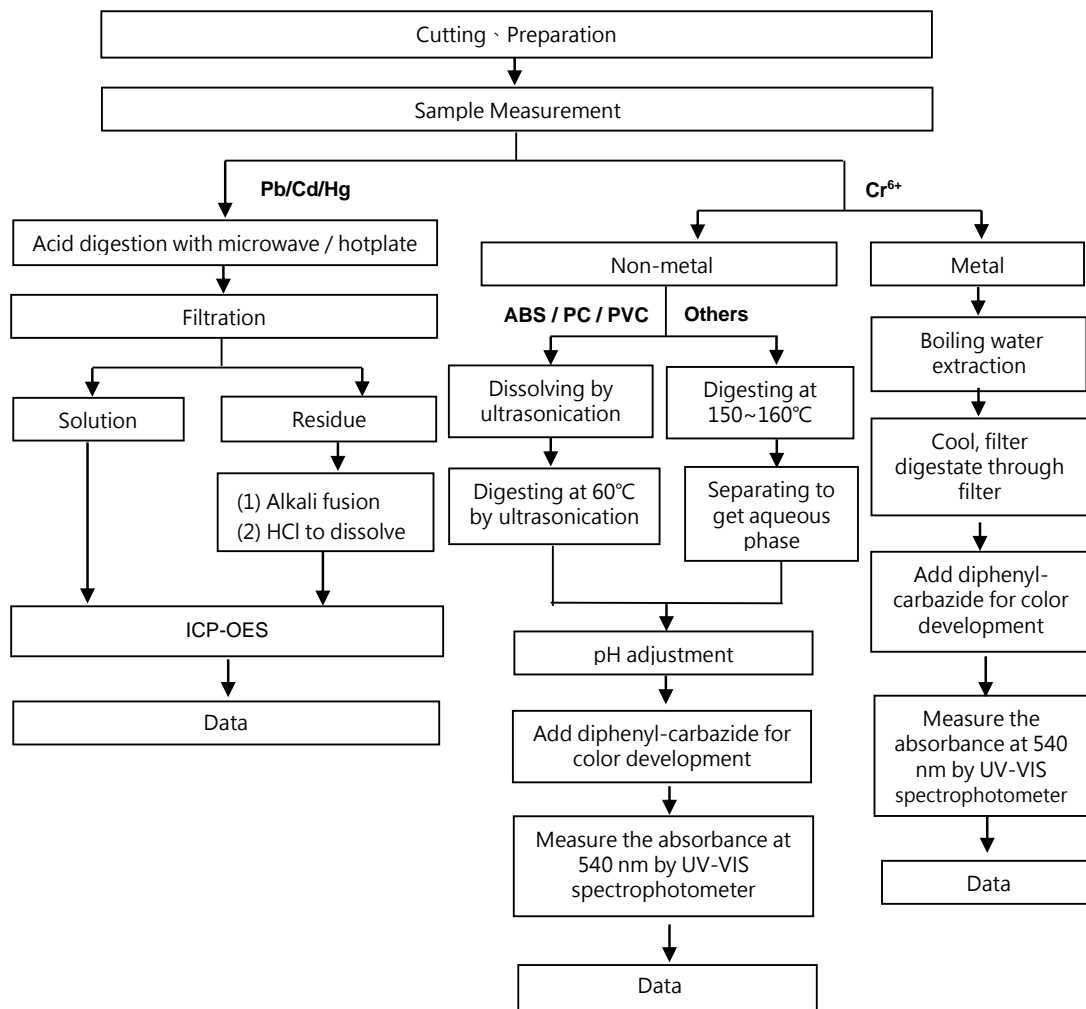 Cutting、Preparation
Sample Measurement
Pb/Cd/Hg
Acid digestion with microwave / hotplate
Filtration
Solution
Residue
(1) Alkali fusion
(2) HCl to dissolve
ICP-OES
Data
Cr⁶⁺
Non-metal
ABS / PC / PVC
Others
Dissolving by
ultrasonication
Digesting at 60℃
by ultrasonication
Digesting at
150~160℃
Separating to
get aqueous
phase
pH adjustment
Add diphenyl-carbazide for
color development
Measure the absorbance at
540 nm by UV-VIS
spectrophotometer
Data
Metal
Boiling water
extraction
Cool, filter
digestate through
filter
Add diphenyl-
carbazide for color
development
Measure the
absorbance at 540
nm by UV-VIS
spectrophotometer
Data